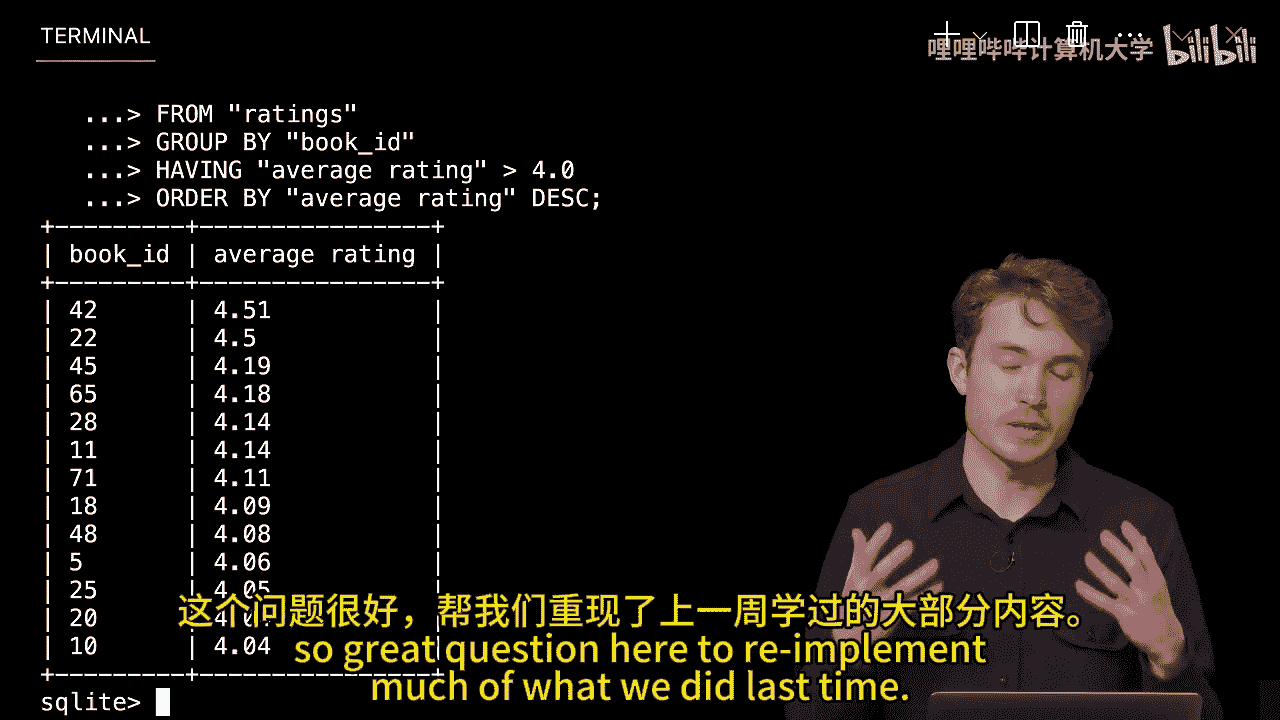 TERMINAL
哔哩哔哔计算机大学 bilibili
...> FROM "ratings"
...> GROUP BY "book_id"
...> HAVING "average rating" > 4.0
...> ORDER BY "average rating" DESC;
+---------+----------------+
| book_id | average rating |
+---------+----------------+
| 42 | 4.51 |
| 22 | 4.5 |
| 45 | 4.19 |
| 65 | 4.18 |
| 28 | 4.14 |
| 11 | 4.14 |
| 71 | 4.11 |
| 18 | 4.09 |
| 48 | 4.08 |
| 5 | 4.06 |
| 25 | 4.05
| 20
| 10 | 4.04
sqlite>
这个问题很好，帮我们重现了上一周学过的大部分内容。
so great question here to re-implement
much of what we did last time.